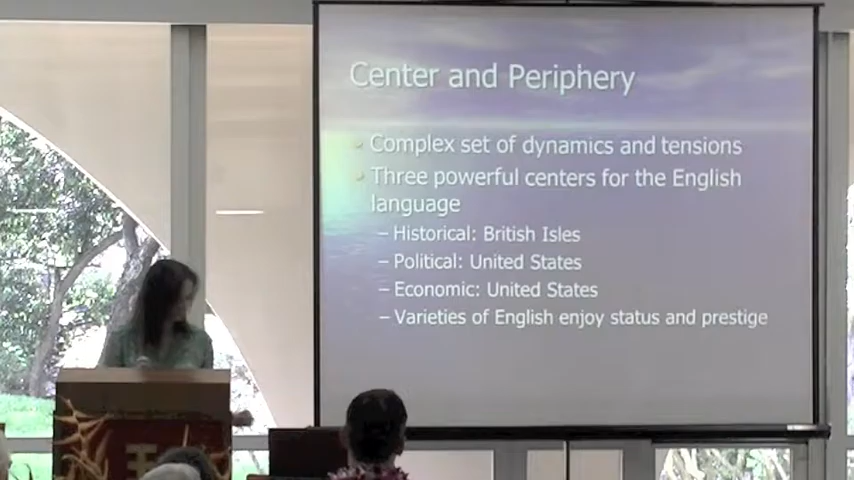 Center and Periphery
Complex set of dynamics and tensions
Three powerful centers for the English
language
– Historical: British Isles
– Political: United States
– Economic: United States
– Varieties of English enjoy status and prestige